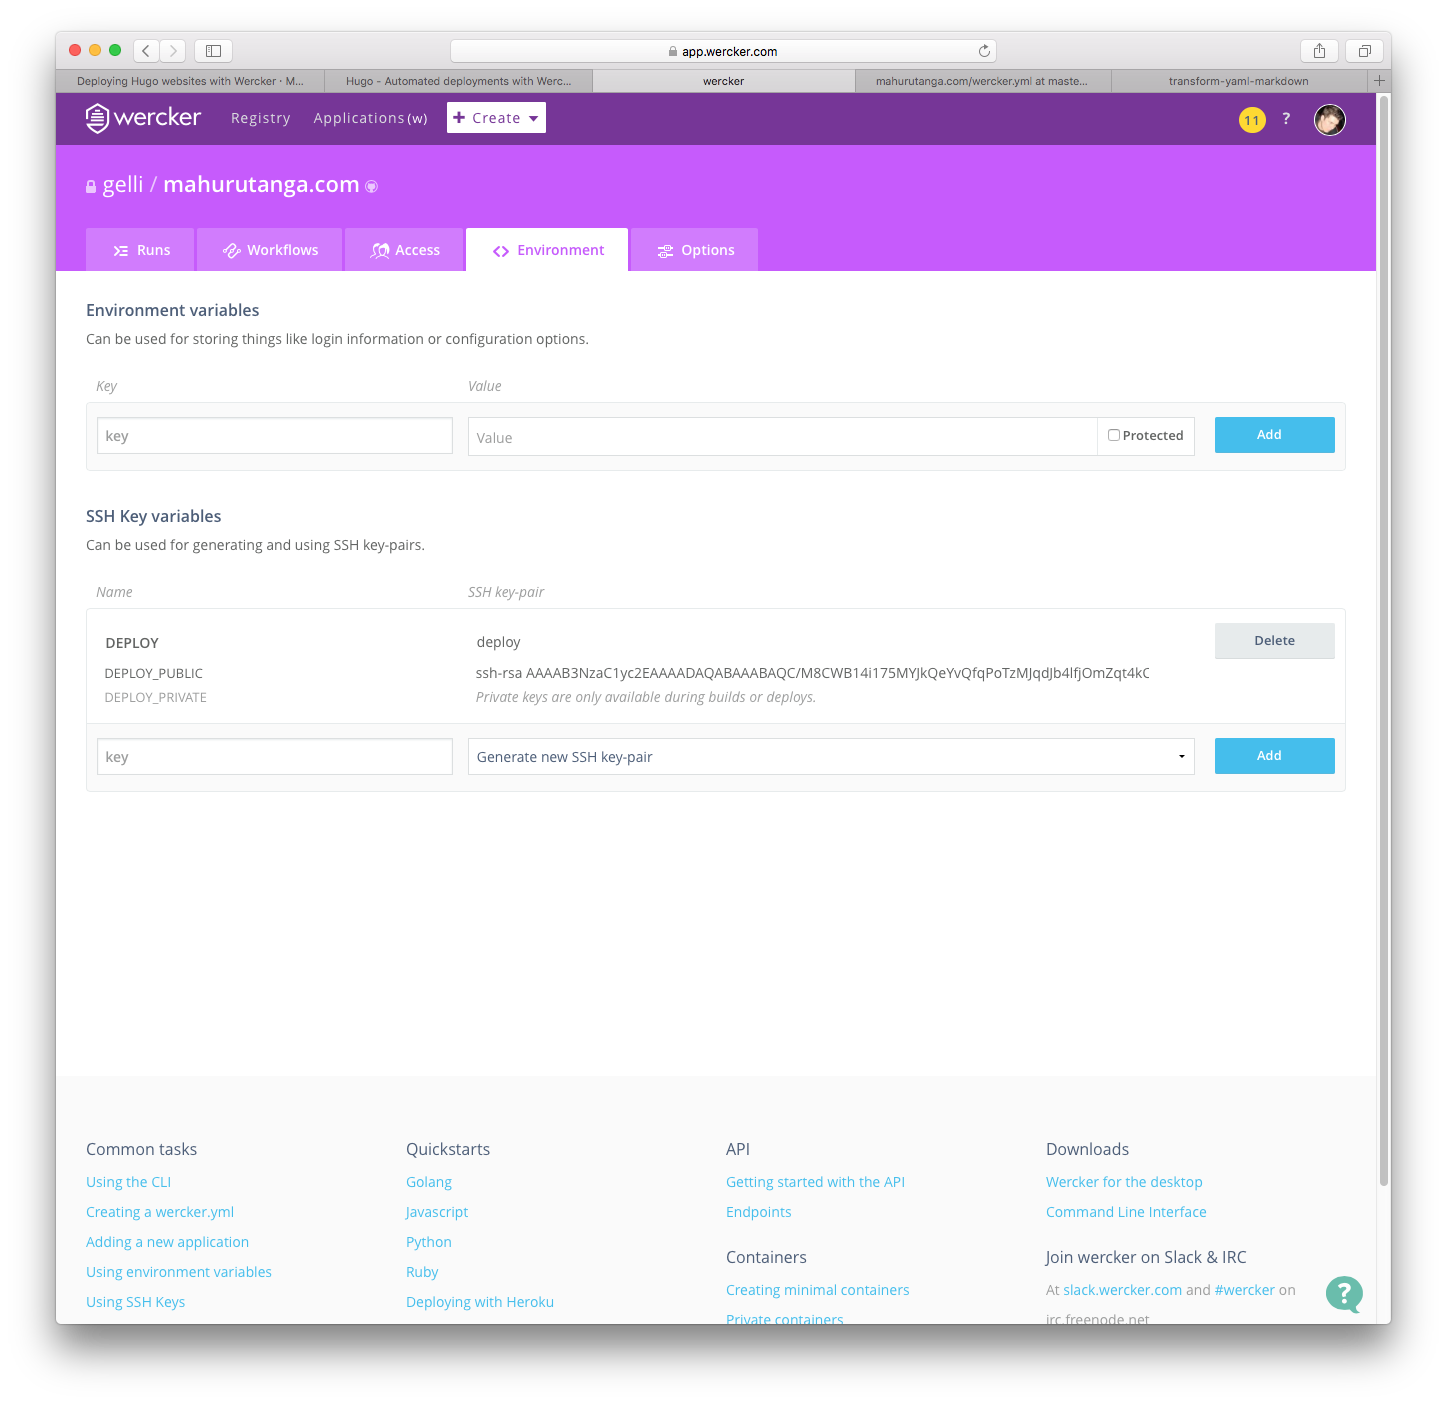 app.wercker.com
Deploying Hugo websites with Wercker · M...
Hugo - Automated deployments with Werc...
wercker
mahurutanga.com/wercker.yml at maste...
transform-yaml-markdown
wercker
Registry
Applications(w)
+ Create
11
?
gelli / mahurutanga.com
Runs
Workflows
Access
Environment
Options
Environment variables
Can be used for storing things like login information or configuration options.
Key
Value
key
Value
Protected
Add
SSH Key variables
Can be used for generating and using SSH key-pairs.
Name
SSH key-pair
DEPLOY
deploy
Delete
DEPLOY_PUBLIC
ssh-rsa AAAAB3NzaC1yc2EAAAADAQABAAABAQC/M8CWB14i175MYJkQeYvQfqPoTzMJqdJb4lfjOmZqt4kC
DEPLOY_PRIVATE
Private keys are only available during builds or deploys.
key
Generate new SSH key-pair
Add
Common tasks
Using the CLI
Creating a wercker.yml
Adding a new application
Using environment variables
Using SSH Keys
Quickstarts
Golang
Javascript
Python
Ruby
Deploying with Heroku
API
Getting started with the API
Endpoints
Containers
Creating minimal containers
Private containers
Downloads
Wercker for the desktop
Command Line Interface
Join wercker on Slack & IRC
At slack.wercker.com and #wercker on
irc.freenode.net
?